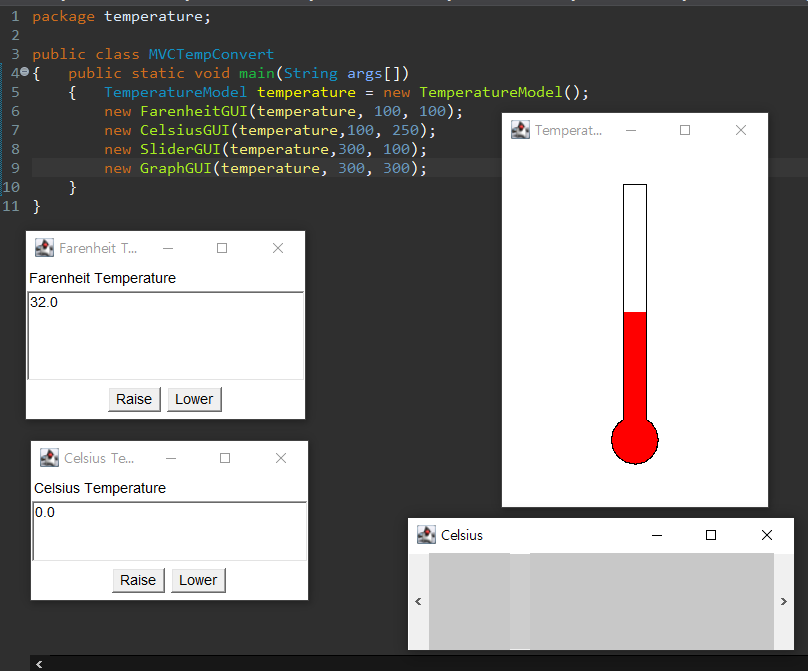 1 package temperature;
2
3 public class MVCTempConvert
4 { public static void main(String args[])
5 { TemperatureModel temperature = new TemperatureModel();
6 new FarenheitGUI(temperature, 100, 100);
7 new CelsiusGUI(temperature,100, 250);
8 new SliderGUI(temperature,300, 100);
9 new GraphGUI(temperature, 300, 300);
10 }
11 }
Temperat...
Farenheit T...
Farenheit Temperature
32.0
Raise Lower
Celsius Te...
Celsius Temperature
0.0
Raise Lower
Celsius